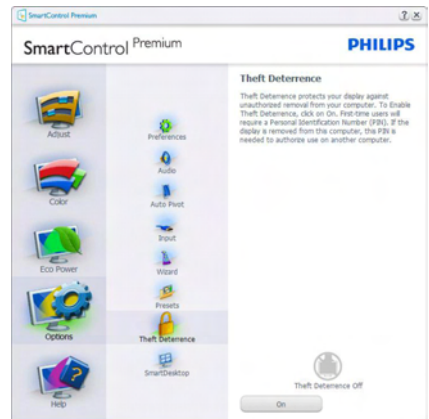 SmartControl Premium
SmartControl Premium
PHILIPS
Adjust
Color
Eco Power
Options
Help
Preferences
Audio
Auto Pivot
Input
Wizard
Presets
Theft Deterrence
SmartDesktop
Theft Deterrence
Theft Deterrence protects your display against
unauthorized removal from your computer. To Enable
Theft Deterrence, click on On. First-time users will
require a Personal Identification Number (PIN). If the
display is removed from this computer, this PIN is
needed to authorize use on another computer.
Theft Deterrence Off
On